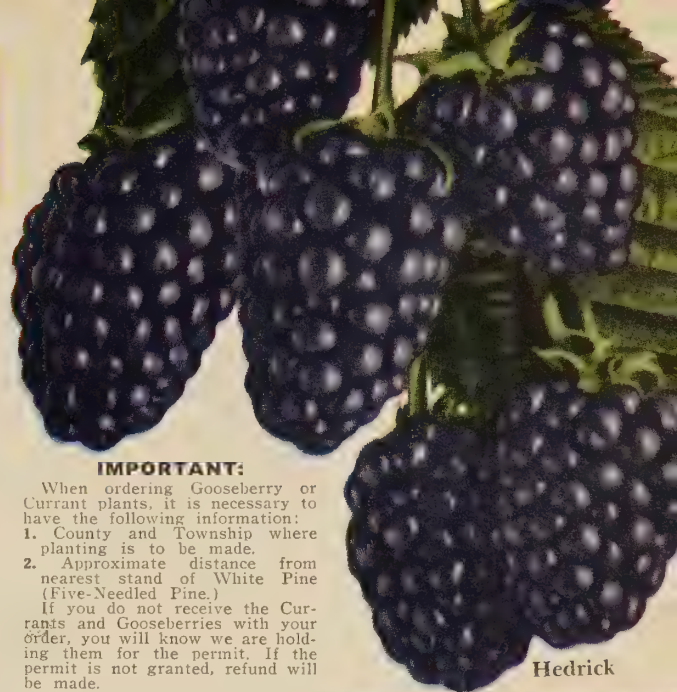 IMPORTANT:
When ordering Gooseberry or
Currant plants, it is necessary to
have the following information:
1. County and Township where
planting is to be made.
2. Approximate distance from
nearest stand of White Pine
(Five-Needled Pine.)
If you do not receive the Cur-
rants and Gooseberries with your
order, you will know we are hold-
ing them for the permit. If the
permit is not granted, refund will
be made.
Hedrick